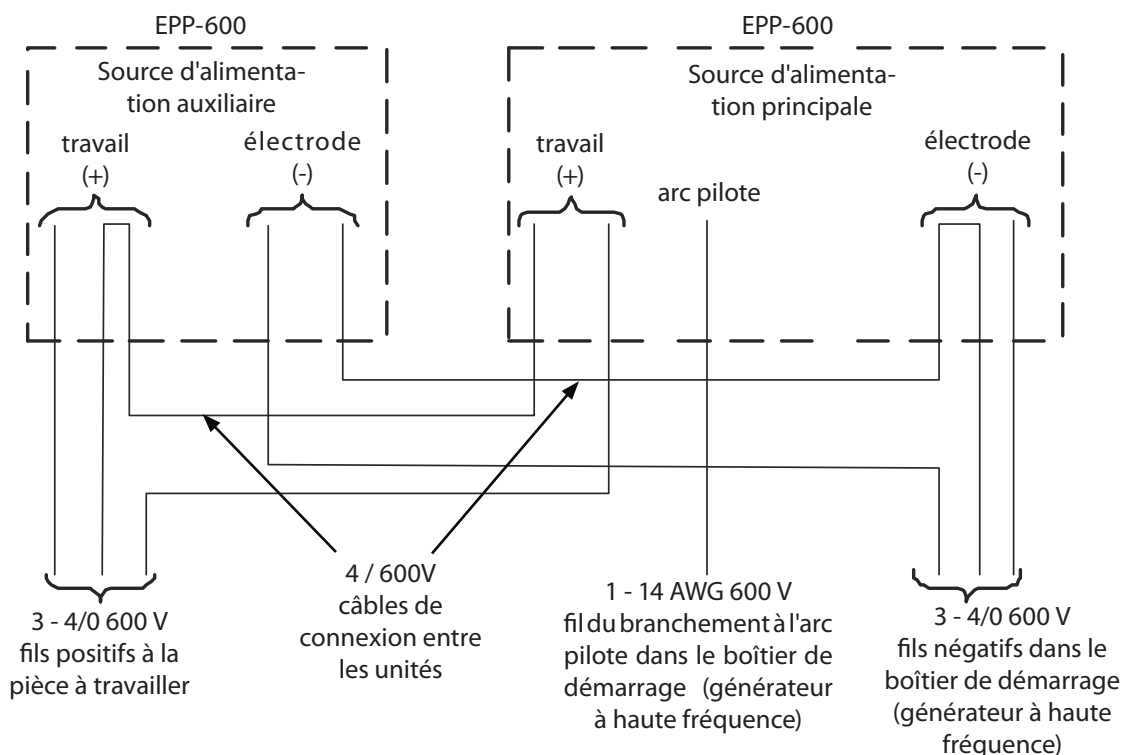 EPP-600
Source d'alimenta-
tion auxiliaire
travail
(+)
électrode
(-)
EPP-600
Source d'alimenta-
tion principale
travail
(+)
arc pilote
électrode
(-)
3 - 4/0 600 V
fils positifs à la
pièce à travailler
4 / 600V
câbles de
connexion entre
les unités
1 - 14 AWG 600 V
fil du branchement à l'arc
pilote dans le boîtier de
démarrage (générateur
à haute fréquence)
3 - 4/0 600 V
fils négatifs dans le
boîtier de démarrage
(générateur à haute
fréquence)